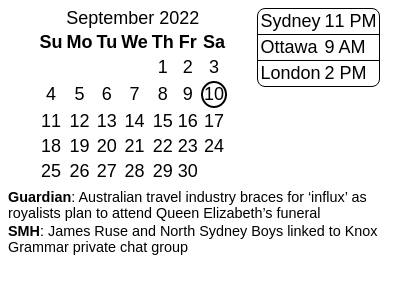 September 2022
Su Mo Tu We Th Fr Sa
1 2 3
4 5 6 7 8 9 10
11 12 13 14 15 16 17
18 19 20 21 22 23 24
25 26 27 28 29 30
Sydney 11 PM
Ottawa 9 AM
London 2 PM
Guardian: Australian travel industry braces for ‘influx’ as
royalists plan to attend Queen Elizabeth’s funeral
SMH: James Ruse and North Sydney Boys linked to Knox
Grammar private chat group